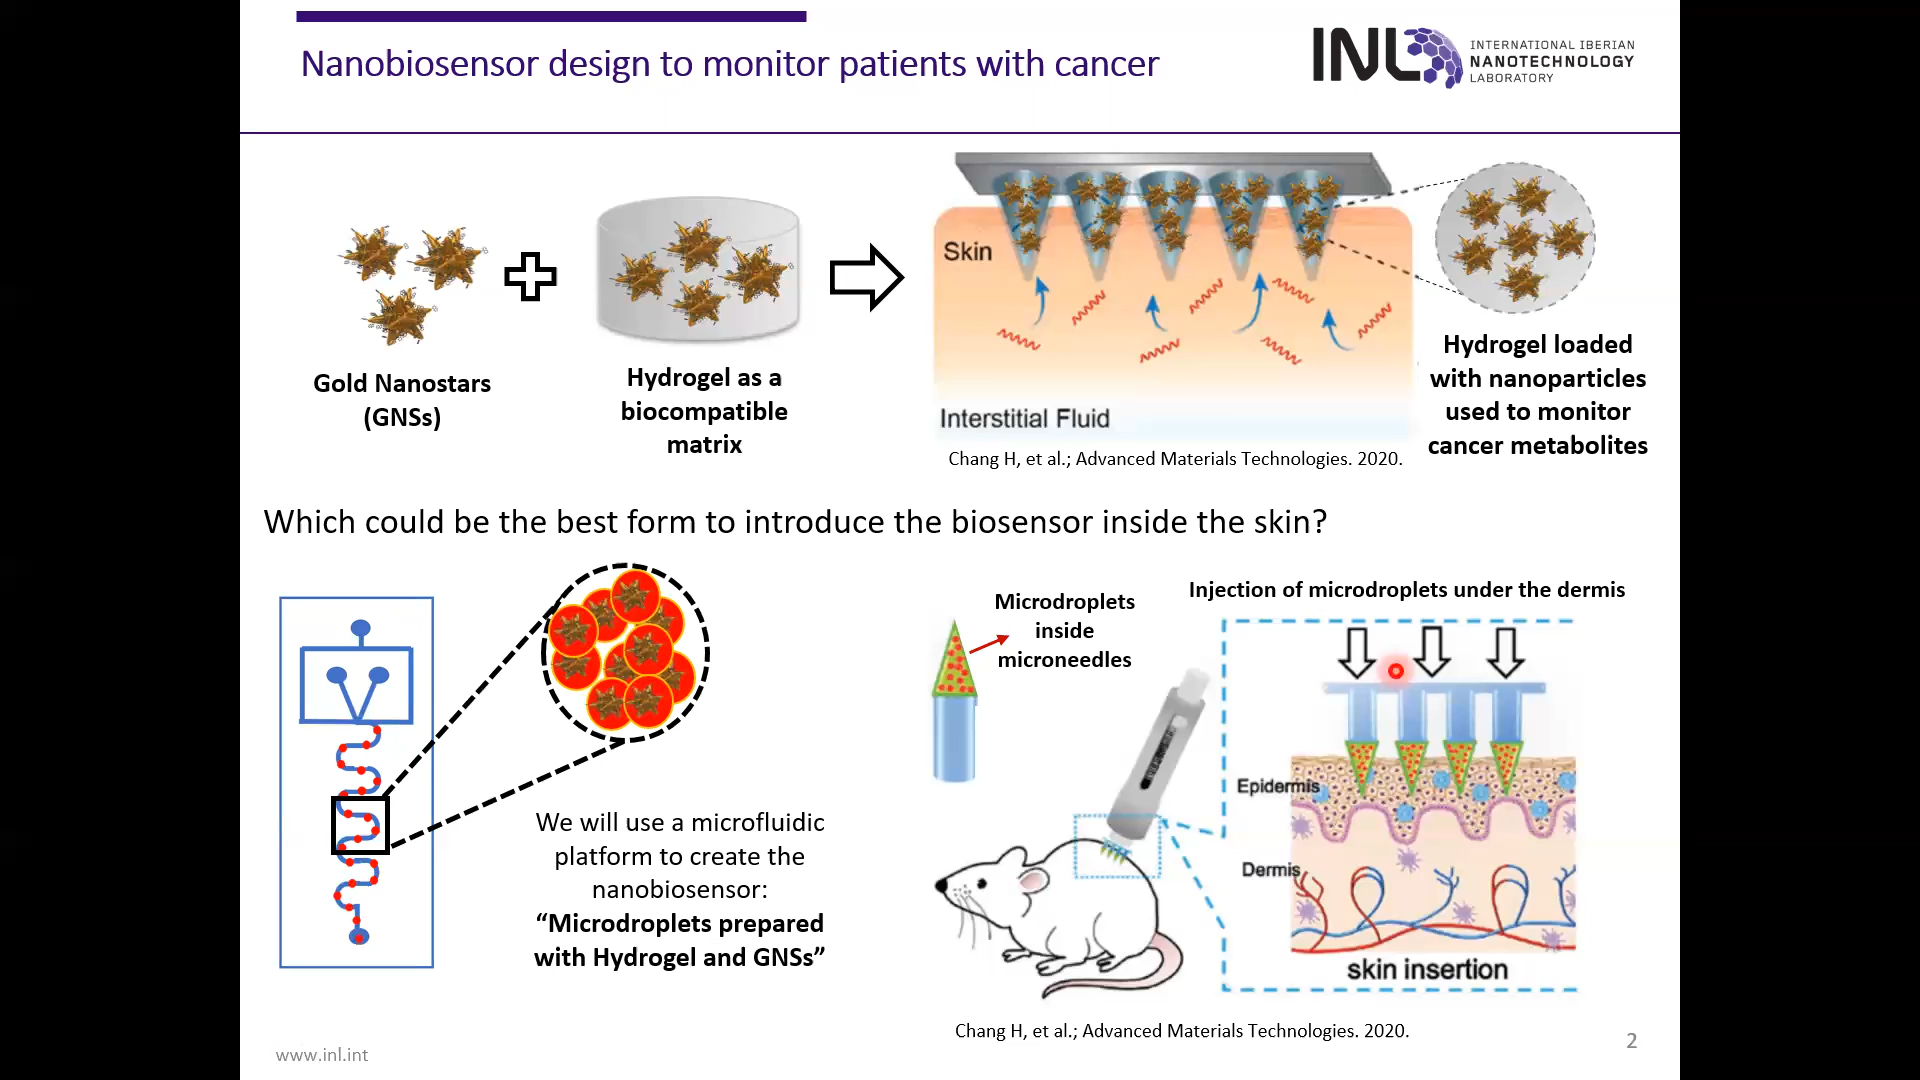 Nanobiosensor design to monitor patients with cancer
INL
INTERNATIONAL IBERIAN
NANOTECHNOLOGY
LABORATORY
Gold Nanostars
(GNSs)
Hydrogel as a
biocompatible
matrix
Skin
Interstitial Fluid
Hydrogel loaded
with nanoparticles
used to monitor
cancer metabolites
Chang H, et al.; Advanced Materials Technologies. 2020.
Which could be the best form to introduce the biosensor inside the skin?
We will use a microfluidic
platform to create the
nanobiosensor:
“Microdroplets prepared
with Hydrogel and GNSs”
Microdroplets
inside
microneedles
Injection of microdroplets under the dermis
Epidermis
Dermis
skin insertion
Chang H, et al.; Advanced Materials Technologies. 2020.
www.inl.int
2